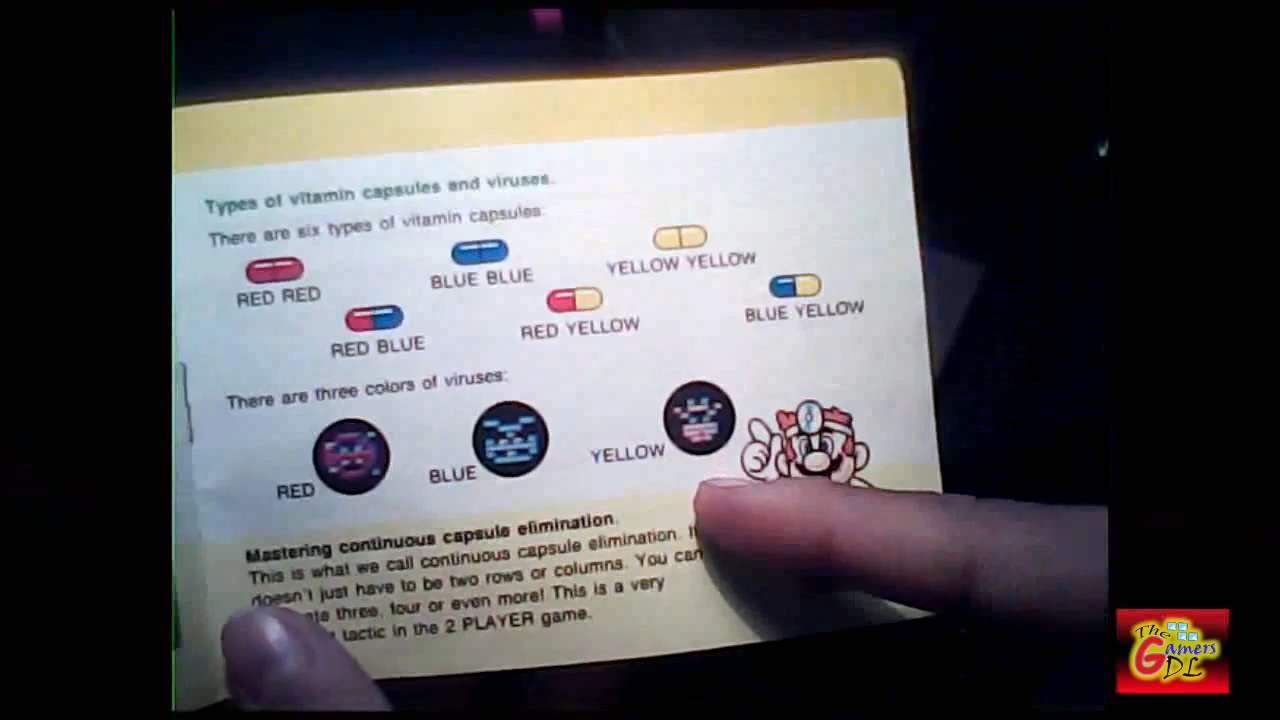 Types of vitamin capsules and viruses.
There are six types of vitamin capsules:
RED RED
BLUE BLUE
YELLOW YELLOW
RED BLUE
RED YELLOW
BLUE YELLOW
There are three colors of viruses:
RED
BLUE
YELLOW
Mastering continuous capsule elimination.
This is what we call continuous capsule elimination.
doesn't just have to be two rows or columns. You can
three, four or even more! This is a very
tactic in the 2 PLAYER game.
The
Gamers
DL